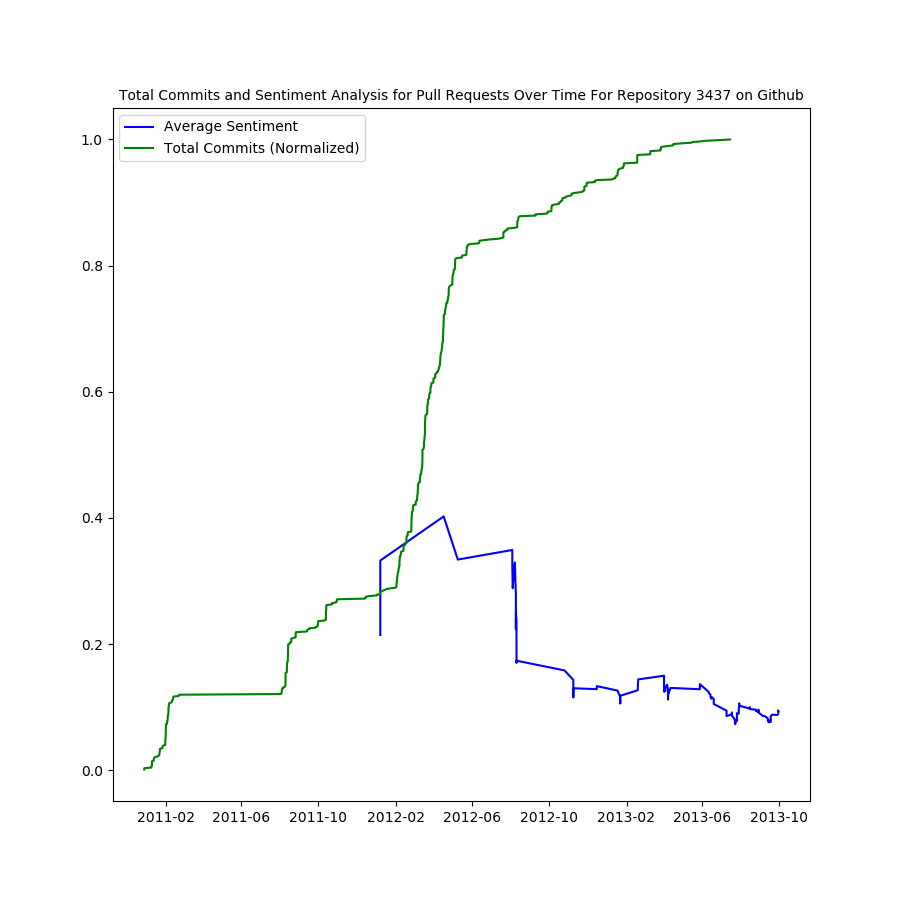 Total Commits and Sentiment Analysis for Pull Requests Over Time For Repository 3437 on Github
Average Sentiment
Total Commits (Normalized)
1.0
0.8
0.6
0.4
0.2
0.0
2011-02 2011-06 2011-10 2012-02 2012-06 2012-10 2013-02 2013-06 2013-10